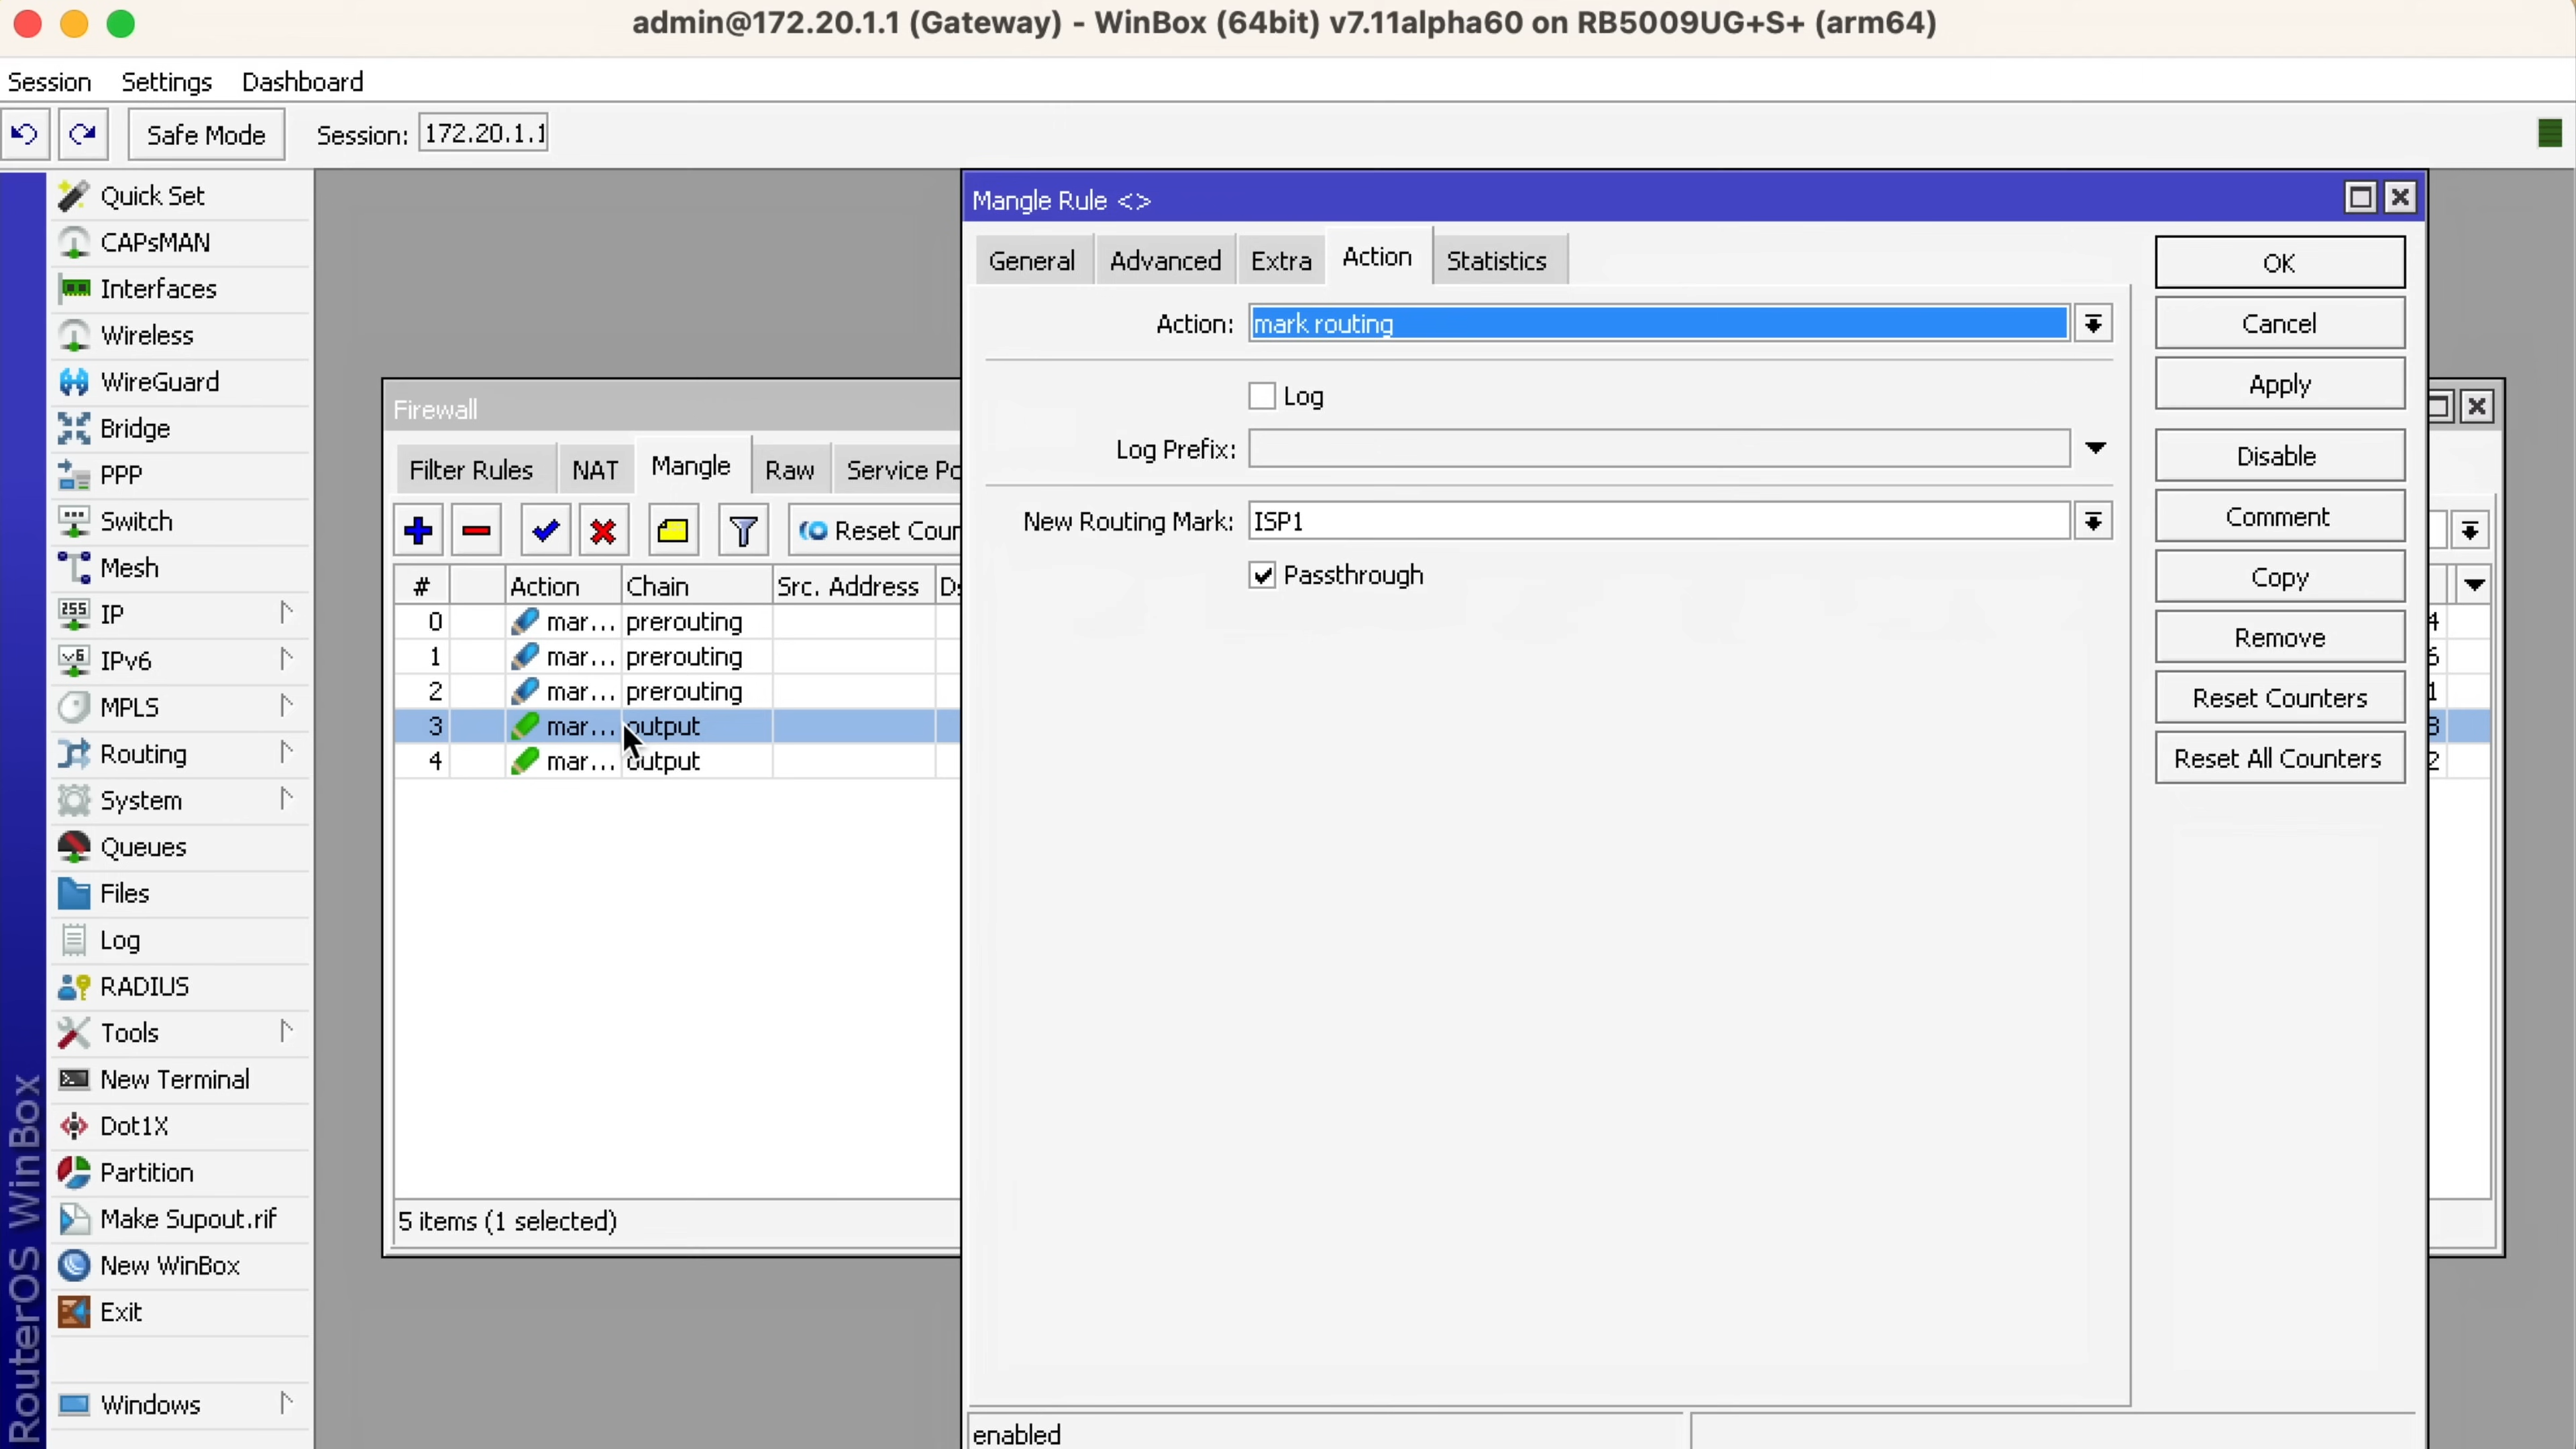 admin@172.20.1.1 (Gateway) - WinBox (64bit) v7.11alpha60 on RB5009UG+S+ (arm64)
Session Settings Dashboard
Safe Mode Session: 172.20.1.1
Quick Set
CAPsMAN
Interfaces
Wireless
WireGuard
Bridge
PPP
Switch
Mesh
IP
IPv6
MPLS
Routing
System
Queues
Files
Log
RADIUS
Tools
New Terminal
Dot1X
Partition
Make Supout.rif
New WinBox
Exit
Windows
RouterOS WinBox
Firewall
Filter Rules NAT Mangle Raw Service Po
Reset Cour
# Action Chain Src. Address Ds
0 mar... prerouting
1 mar... prerouting
2 mar... prerouting
3 mar... output
4 mar... output
5 items (1 selected)
Mangle Rule <>
General Advanced Extra Action Statistics
Action: mark routing
Log
Log Prefix:
New Routing Mark: ISP1
Passthrough
enabled
OK
Cancel
Apply
Disable
Comment
Copy
Remove
Reset Counters
Reset All Counters